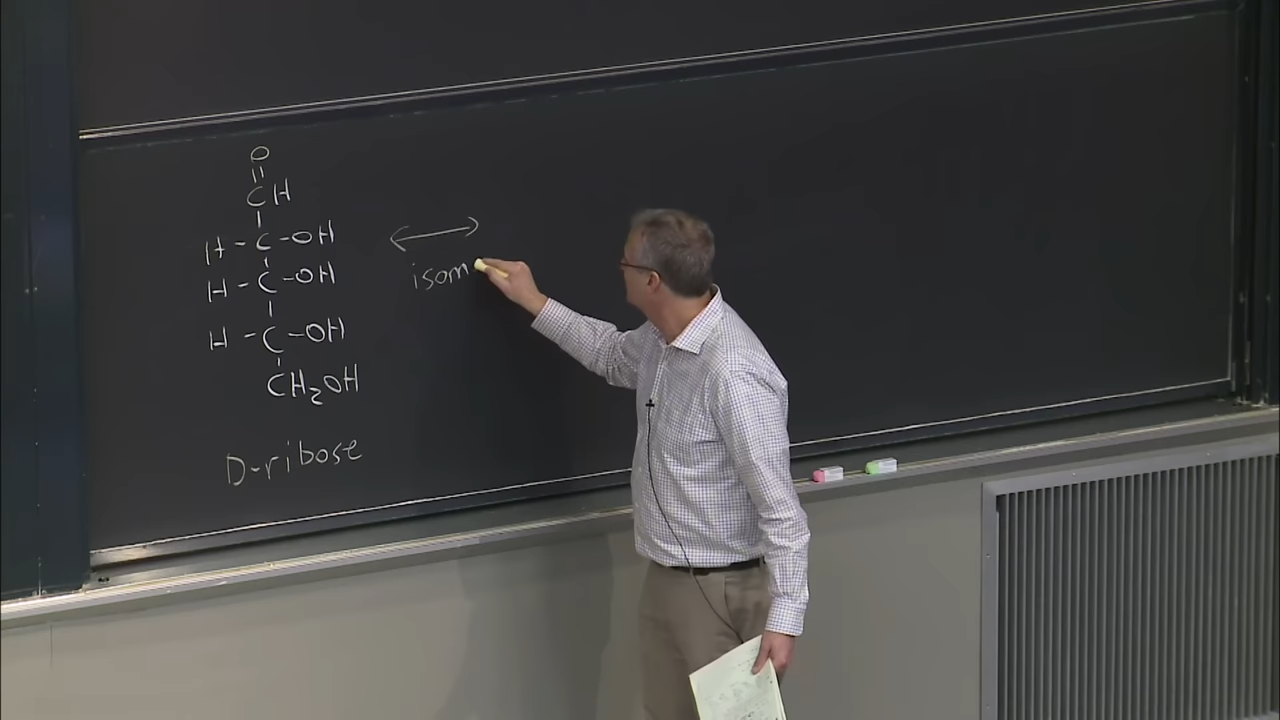 O
||
CH
|
H-C-OH
|
H-C-OH
|
H-C-OH
|
CH₂OH
D-ribose
<-->
isom